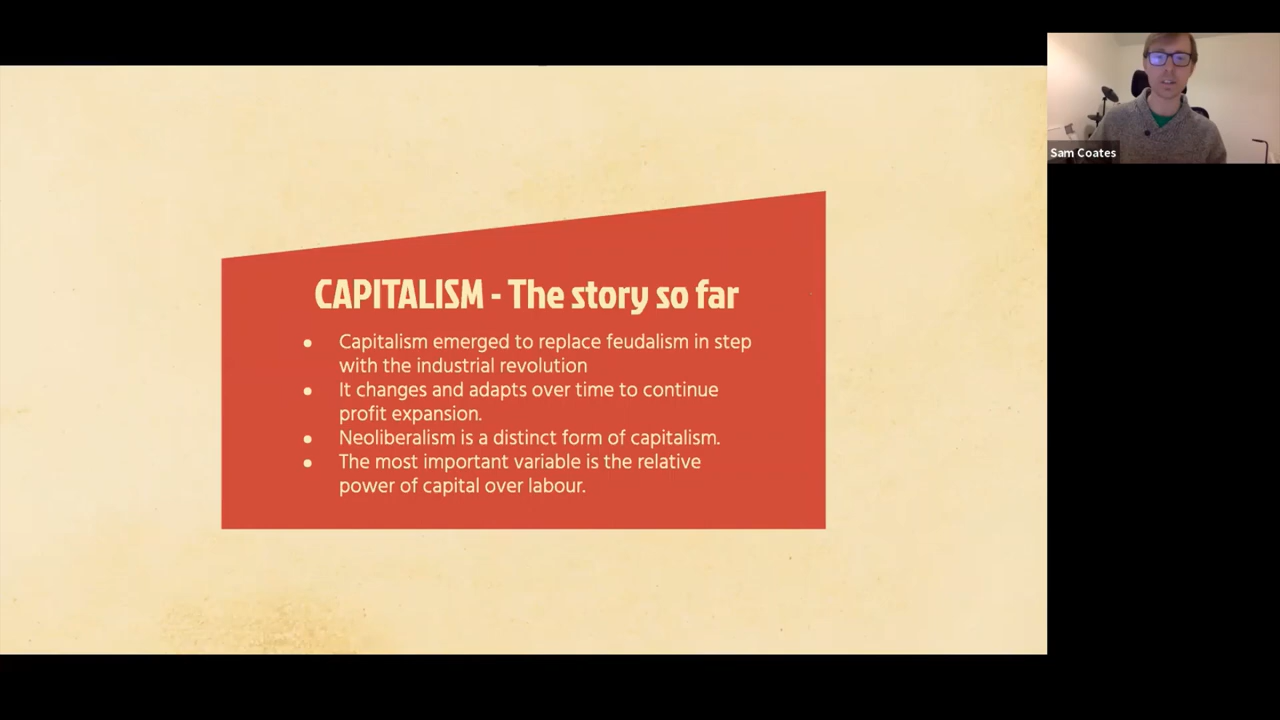 CAPITALISM - The story so far
● Capitalism emerged to replace feudalism in step
with the industrial revolution
● It changes and adapts over time to continue
profit expansion.
● Neoliberalism is a distinct form of capitalism.
● The most important variable is the relative
power of capital over labour.
Sam Coates